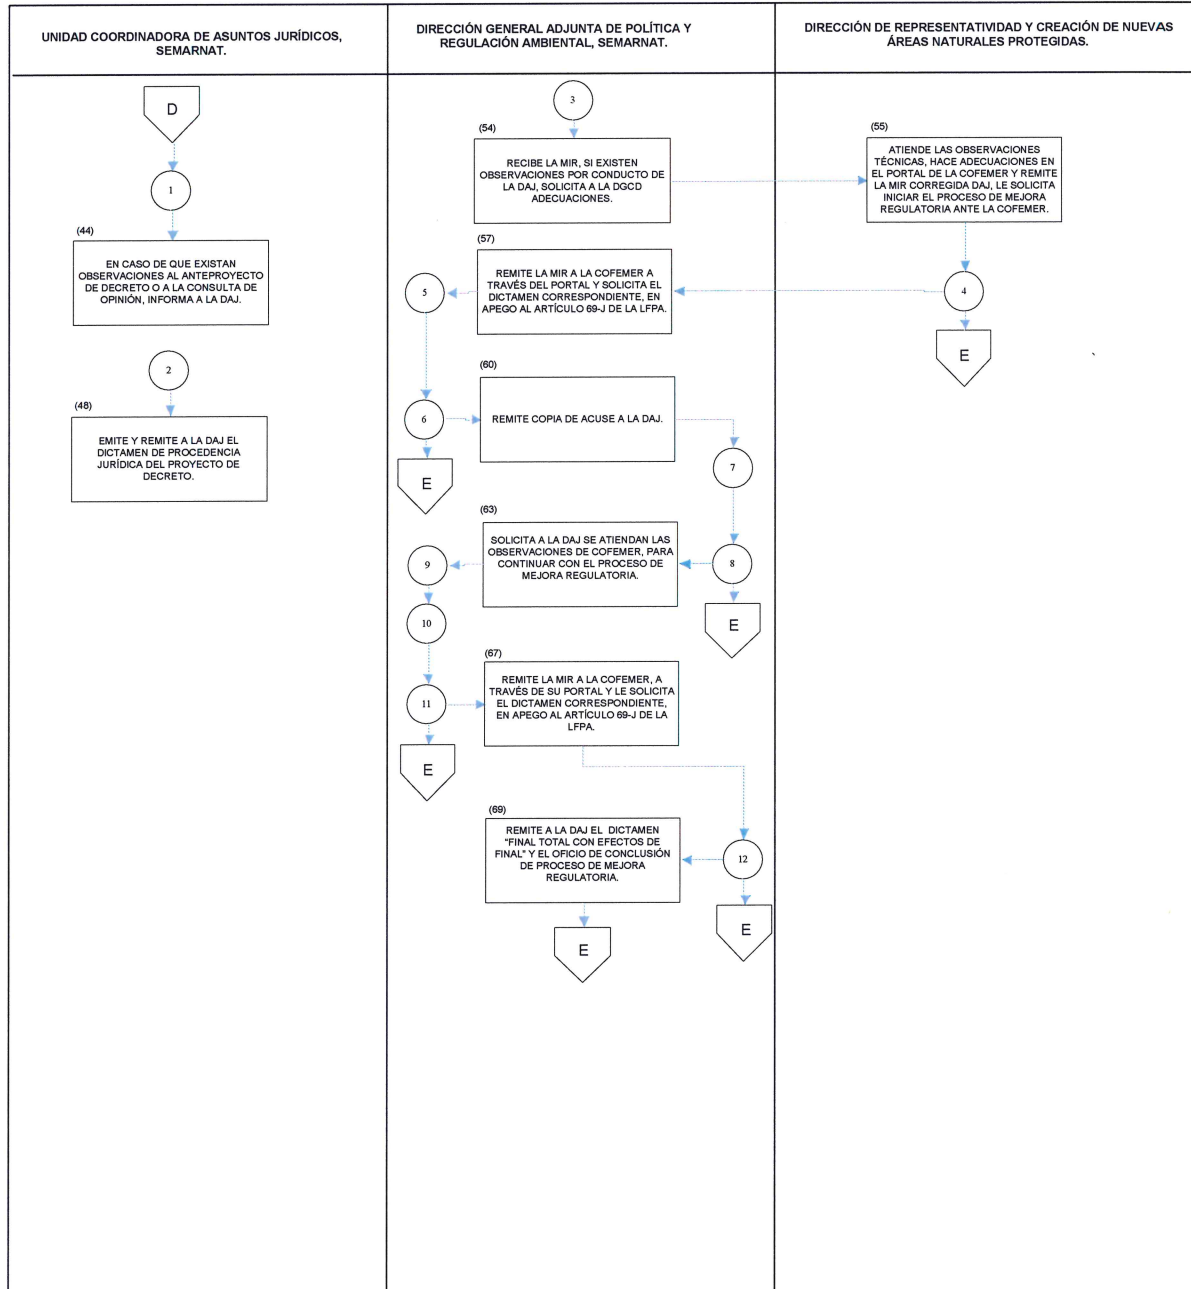 UNIDAD COORDINADORA DE ASUNTOS JURÍDICOS,
SEMARNAT.
DIRECCIÓN GENERAL ADJUNTA DE POLÍTICA Y
REGULACIÓN AMBIENTAL, SEMARNAT.
DIRECCIÓN DE REPRESENTATIVIDAD Y CREACIÓN DE NUEVAS
ÁREAS NATURALES PROTEGIDAS.
D
1
(44)
EN CASO DE QUE EXISTAN
OBSERVACIONES AL ANTEPROYECTO
DE DECRETO O A LA CONSULTA DE
OPINIÓN, INFORMA A LA DAJ.
2
(48)
EMITE Y REMITE A LA DAJ EL
DICTAMEN DE PROCEDENCIA
JURÍDICA DEL PROYECTO DE
DECRETO.
3
(54)
RECIBE LA MIR, SI EXISTEN
OBSERVACIONES POR CONDUCTO DE
LA DAJ, SOLICITA A LA DGCD
ADECUACIONES.
(57)
REMITE LA MIR A LA COFEMER A
TRAVÉS DEL PORTAL Y SOLICITA EL
DICTAMEN CORRESPONDIENTE, EN
APEGO AL ARTÍCULO 69-J DE LA LFPA.
5
(60)
REMITE COPIA DE ACUSE A LA DAJ.
6
E
7
(63)
SOLICITA A LA DAJ SE ATIENDAN LAS
OBSERVACIONES DE COFEMER, PARA
CONTINUAR CON EL PROCESO DE
MEJORA REGULATORIA.
8
9
E
10
(67)
REMITE LA MIR A LA COFEMER, A
TRAVÉS DE SU PORTAL Y LE SOLICITA
EL DICTAMEN CORRESPONDIENTE,
EN APEGO AL ARTÍCULO 69-J DE LA
LFPA.
11
E
(69)
REMITE A LA DAJ EL DICTAMEN
"FINAL TOTAL CON EFECTOS DE
FINAL" Y EL OFICIO DE CONCLUSIÓN
DE PROCESO DE MEJORA
REGULATORIA.
12
E
E
(55)
ATIENDE LAS OBSERVACIONES
TÉCNICAS, HACE ADECUACIONES EN
EL PORTAL DE LA COFEMER Y REMITE
LA MIR CORREGIDA DAJ, LE SOLICITA
INICIAR EL PROCESO DE MEJORA
REGULATORIA ANTE LA COFEMER.
4
E